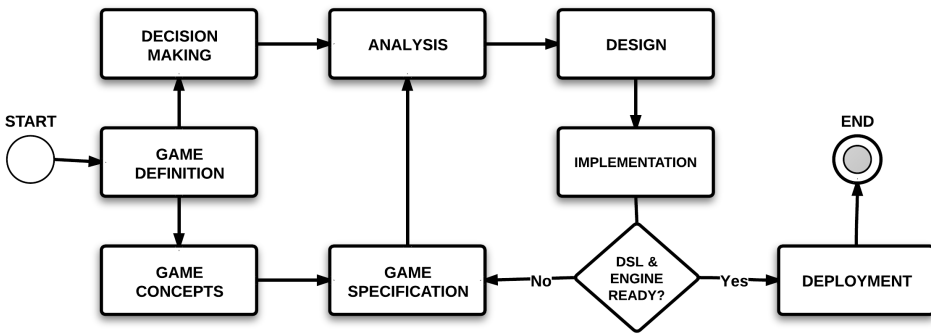 DECISION
MAKING
ANALYSIS
DESIGN
START
GAME
DEFINITION
IMPLEMENTATION
END
GAME
CONCEPTS
GAME
SPECIFICATION
No
DSL &
ENGINE
READY?
Yes
DEPLOYMENT